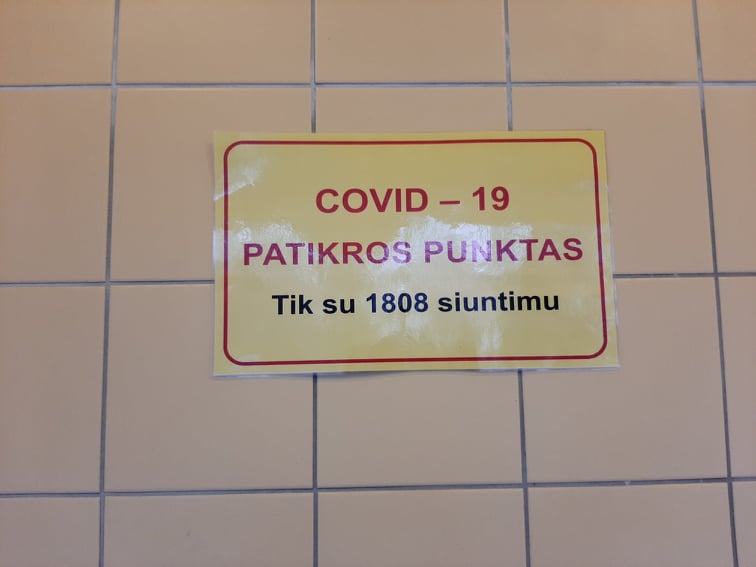 COVID – 19
PATIKROS PUNKTAS
Tik su 1808 siuntimu